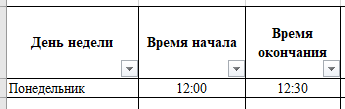 День недели Время начала Время окончания
Понедельник 12:00 12:30